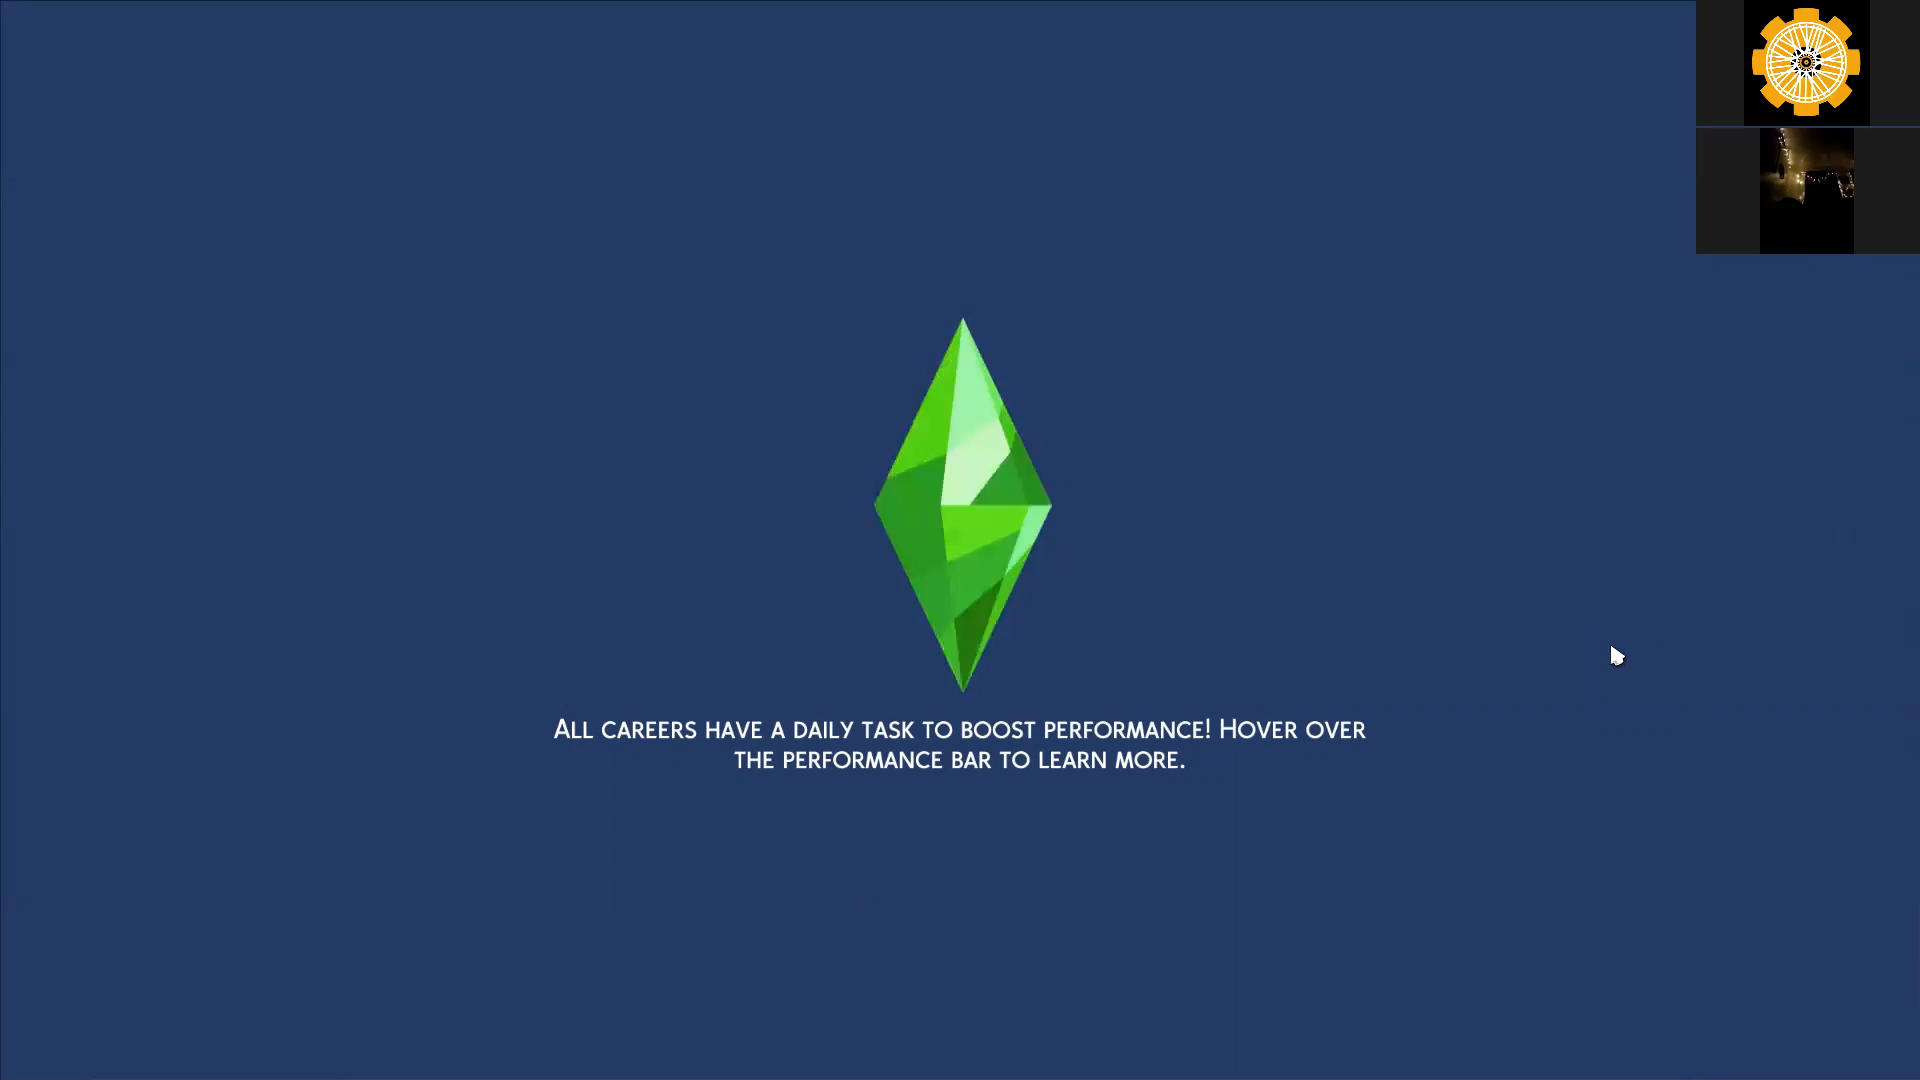 All careers have a daily task to boost performance! Hover over
the performance bar to learn more.